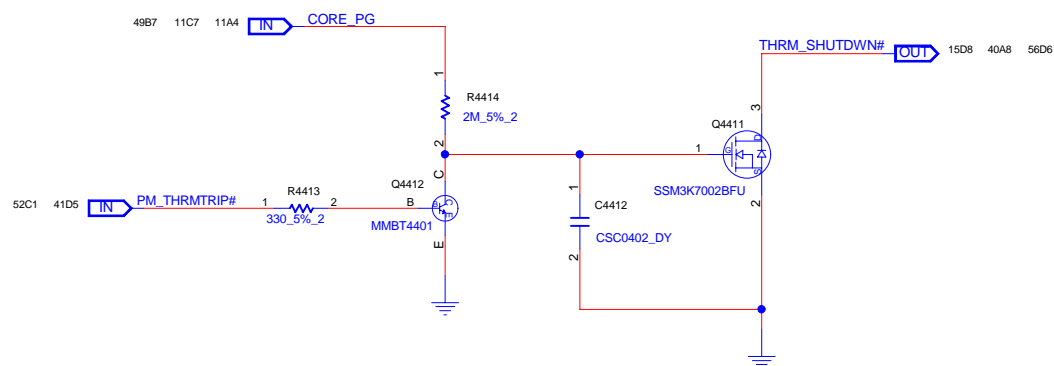 49B7 11C7 11A4 IN CORE_PG
THRM_SHUTDWN# OUT 15D8 40A8 56D6
1
R4414
2M_5%_2
2
3
Q4411
1 G D S
SSM3K7002BFU
2
C
Q4412
52C1 41D5 IN PM_THRMTRIP# 1 R4413 2 B B C E
330_5%_2
MMBT4401
E
1
C4412
CSC0402_DY
2